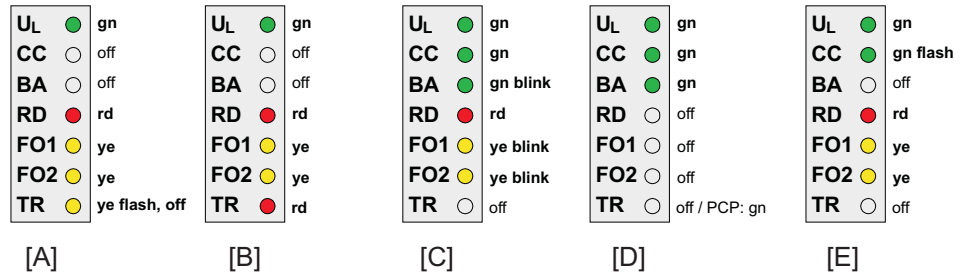 UL gn
CC off
BA off
RD rd
FO1 ye
FO2 ye
TR ye flash, off
[A]
UL gn
CC off
BA off
RD rd
FO1 ye
FO2 ye
TR rd
[B]
UL gn
CC gn
BA gn blink
RD rd
FO1 ye blink
FO2 ye blink
TR off
[C]
UL gn
CC gn
BA gn
RD off
FO1 off
FO2 off
TR off / PCP: gn
[D]
UL gn
CC gn flash
BA off
RD rd
FO1 ye
FO2 ye
TR off
[E]